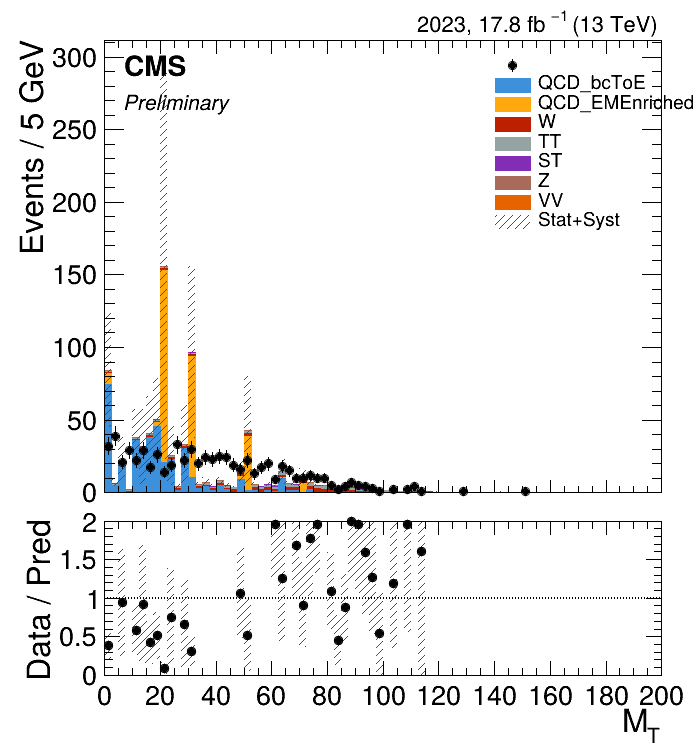 2023, 17.8 fb⁻¹ (13 TeV)
CMS
Preliminary
QCD_bcToE
QCD_EMEnriched
W
TT
ST
Z
VV
Stat+Syst
Events / 5 GeV
300
250
200
150
100
50
0
Data / Pred
2
1.5
1
0.5
0
0 20 40 60 80 100 120 140 160 180 200
M_T